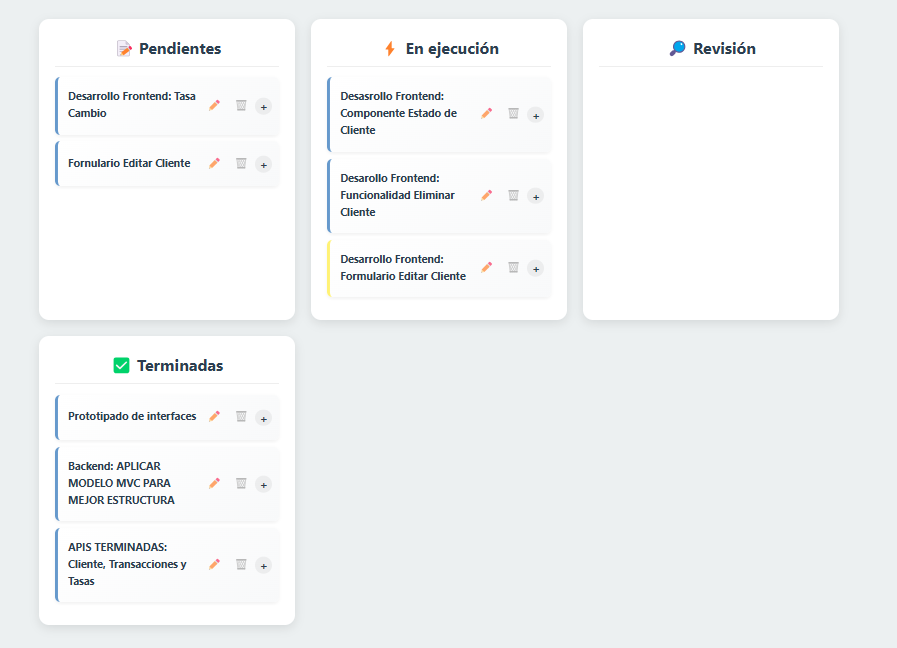 Pendientes
Desarrollo Frontend: Tasa
Cambio
Fornulario Editar Cliente
En ejecución
Desasrollo Frontend:
Componente Estado de
Cliente
Desarollo Frontend:
Funcionalidad Eliminar
Cliente
Desarrollo Frontend:
Formulario Editar Cliente
Revisión
Terminadas
Prototipado de interfaces
Backend: APLICAR
MODELO MVC PARA
MEJOR ESTRUCTURA
APIS TERMINADAS:
Cliente, Transacciones y
Tasas